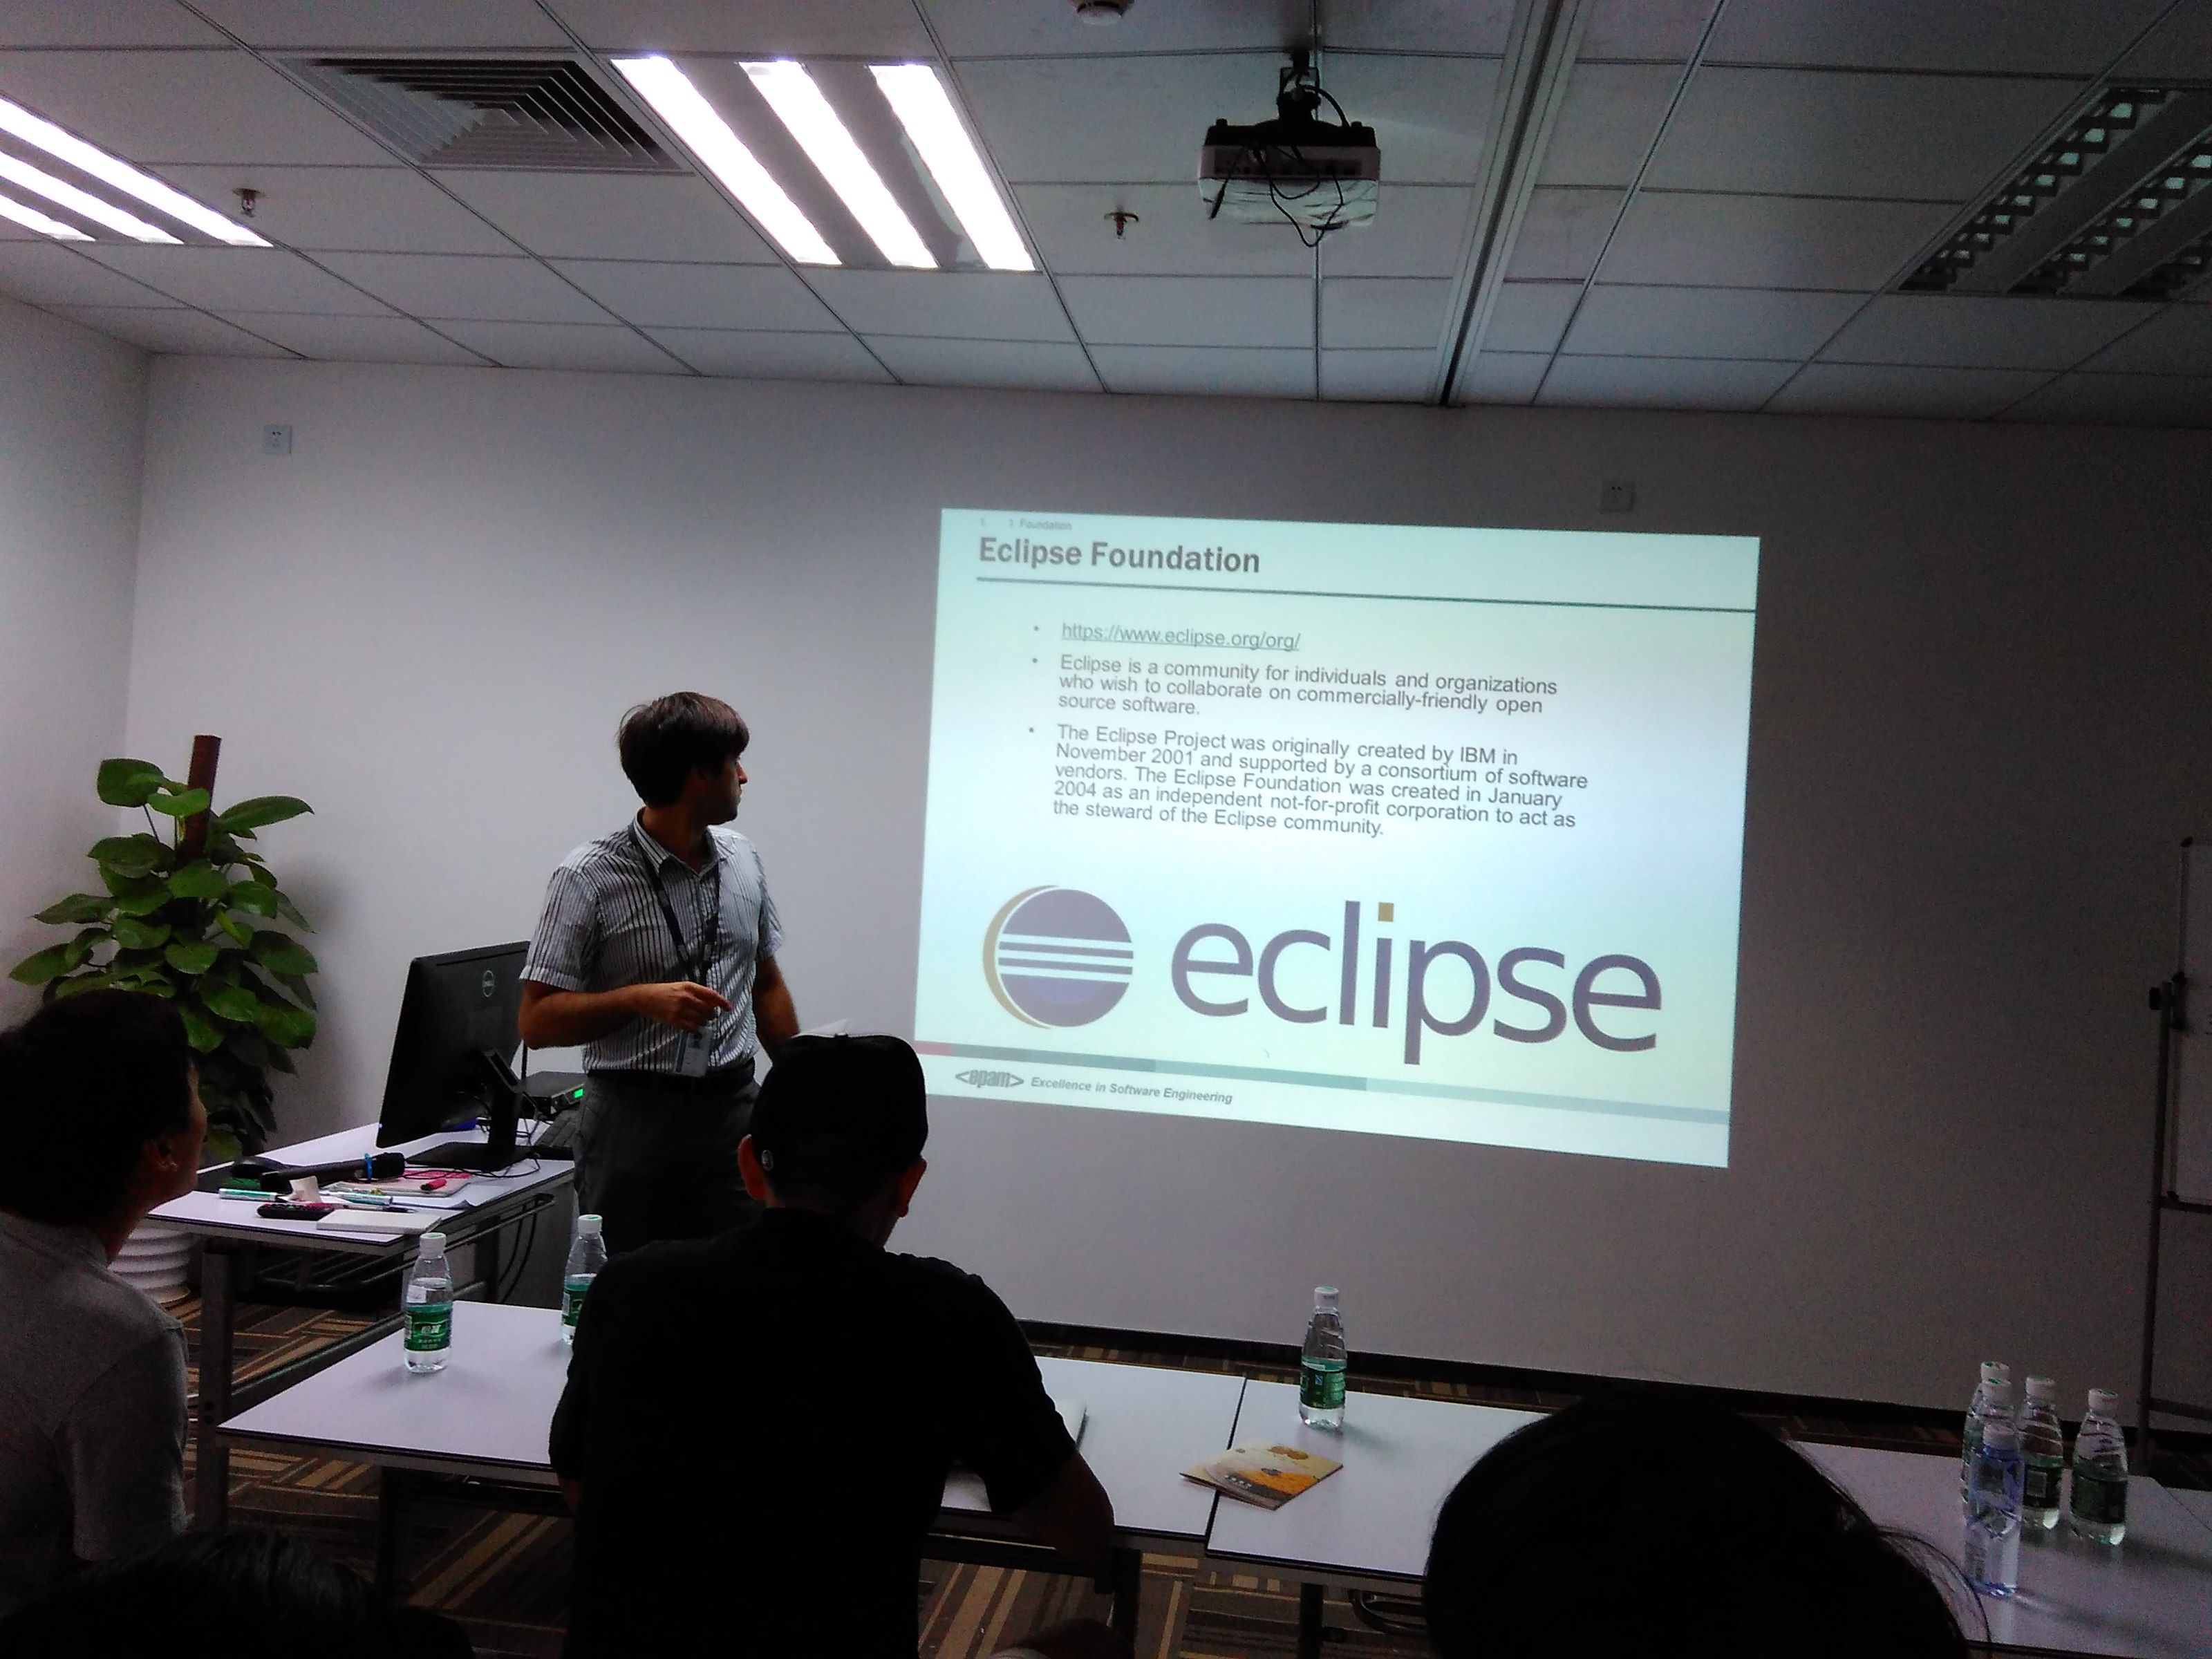 Foundation
Eclipse Foundation
https://www.eclipse.org/org/
Eclipse is a community for individuals and organizations
who wish to collaborate on commercially-friendly open
source software.
The Eclipse Project was originally created by IBM in
November 2001 and supported by a consortium of software
vendors. The Eclipse Foundation was created in January
2004 as an independent not-for-profit corporation to act as
the steward of the Eclipse community.
eclipse
<epam> Excellence in Software Engineering
DELL